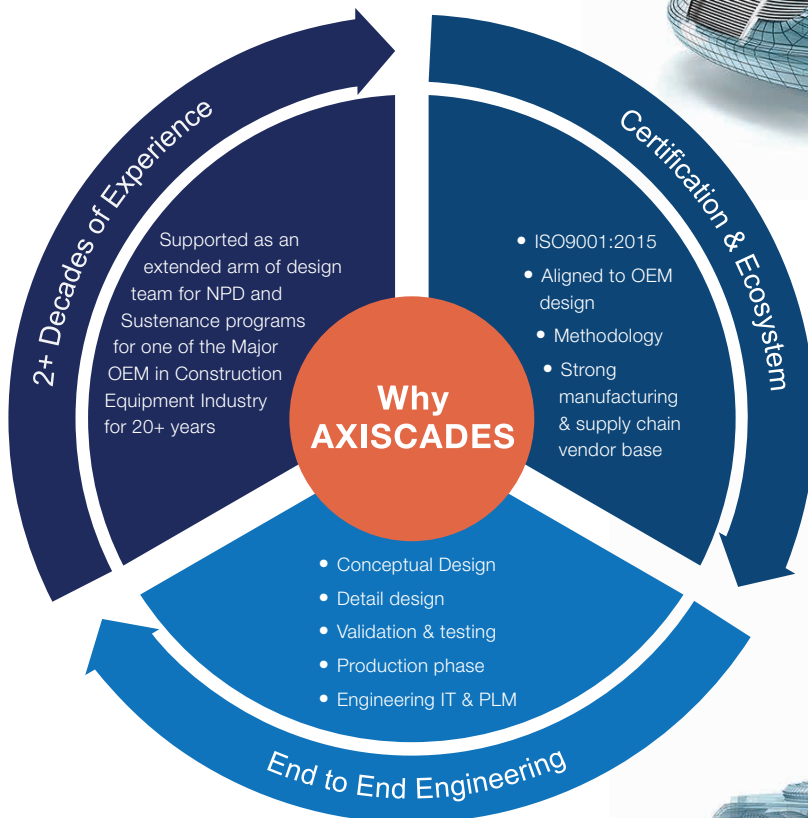 2+ Decades of Experience
Supported as an
extended arm of design
team for NPD and
Sustenance programs
for one of the Major
OEM in Construction
Equipment Industry
for 20+ years
Certification & Ecosystem
• ISO9001:2015
• Aligned to OEM
design
• Methodology
• Strong
manufacturing
& supply chain
vendor base
Why
AXISCADES
• Conceptual Design
• Detail design
• Validation & testing
• Production phase
• Engineering IT & PLM
End to End Engineering